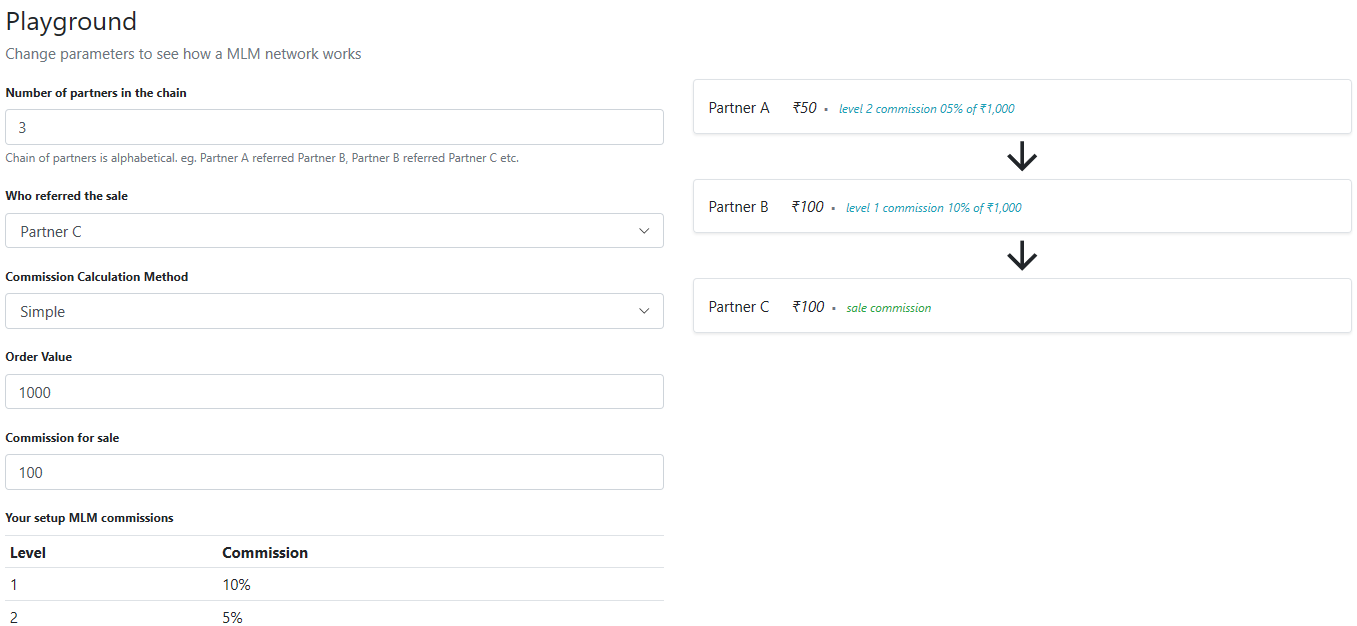 Playground
Change parameters to see how a MLM network works
Number of partners in the chain
3
Chain of partners is alphabetical. eg. Partner A referred Partner B, Partner B referred Partner C etc.
Who referred the sale
Partner C
Commission Calculation Method
Simple
Order Value
1000
Commission for sale
100
Your setup MLM commissions
Level Commission
1 10%
2 5%
Partner A ₹50 • level 2 commission 05% of ₹1,000
Partner B ₹100 • level 1 commission 10% of ₹1,000
Partner C ₹100 • sale commission